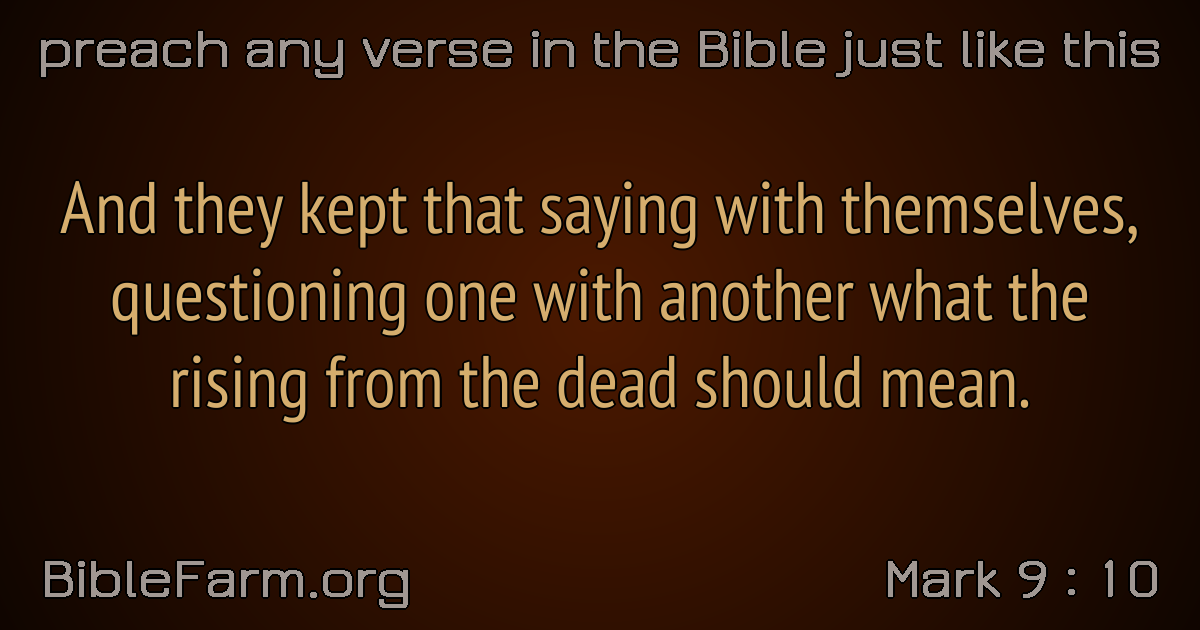 preach any verse in the Bible just like this
And they kept that saying with themselves,
questioning one with another what the
rising from the dead should mean.
BibleFarm.org
Mark 9 : 10